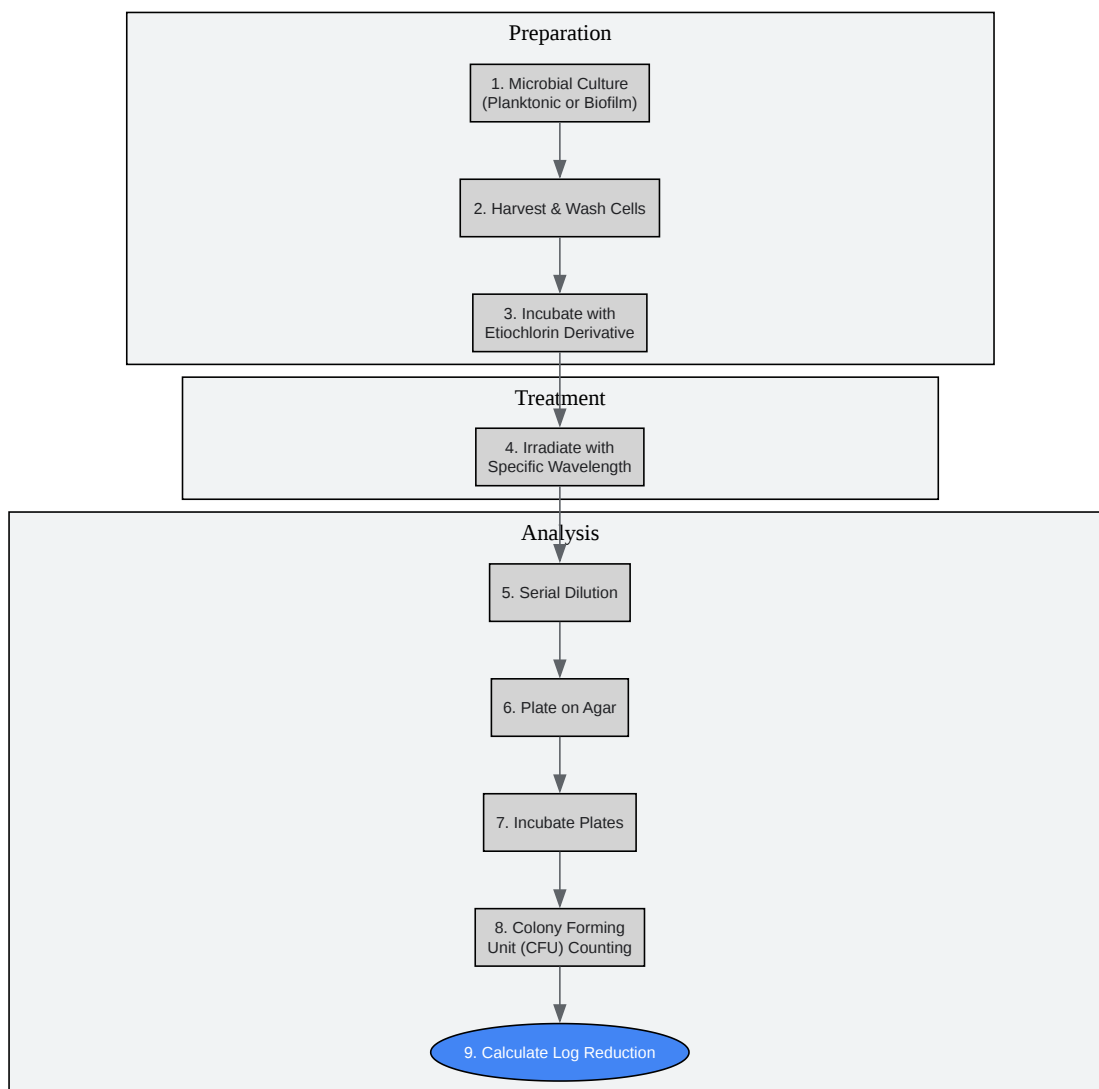 Preparation
1. Microbial Culture
(Planktonic or Biofilm)
2. Harvest & Wash Cells
3. Incubate with
Etiochlorin Derivative
Treatment
4. Irradiate with
Specific Wavelength
Analysis
5. Serial Dilution
6. Plate on Agar
7. Incubate Plates
8. Colony Forming
Unit (CFU) Counting
9. Calculate Log Reduction